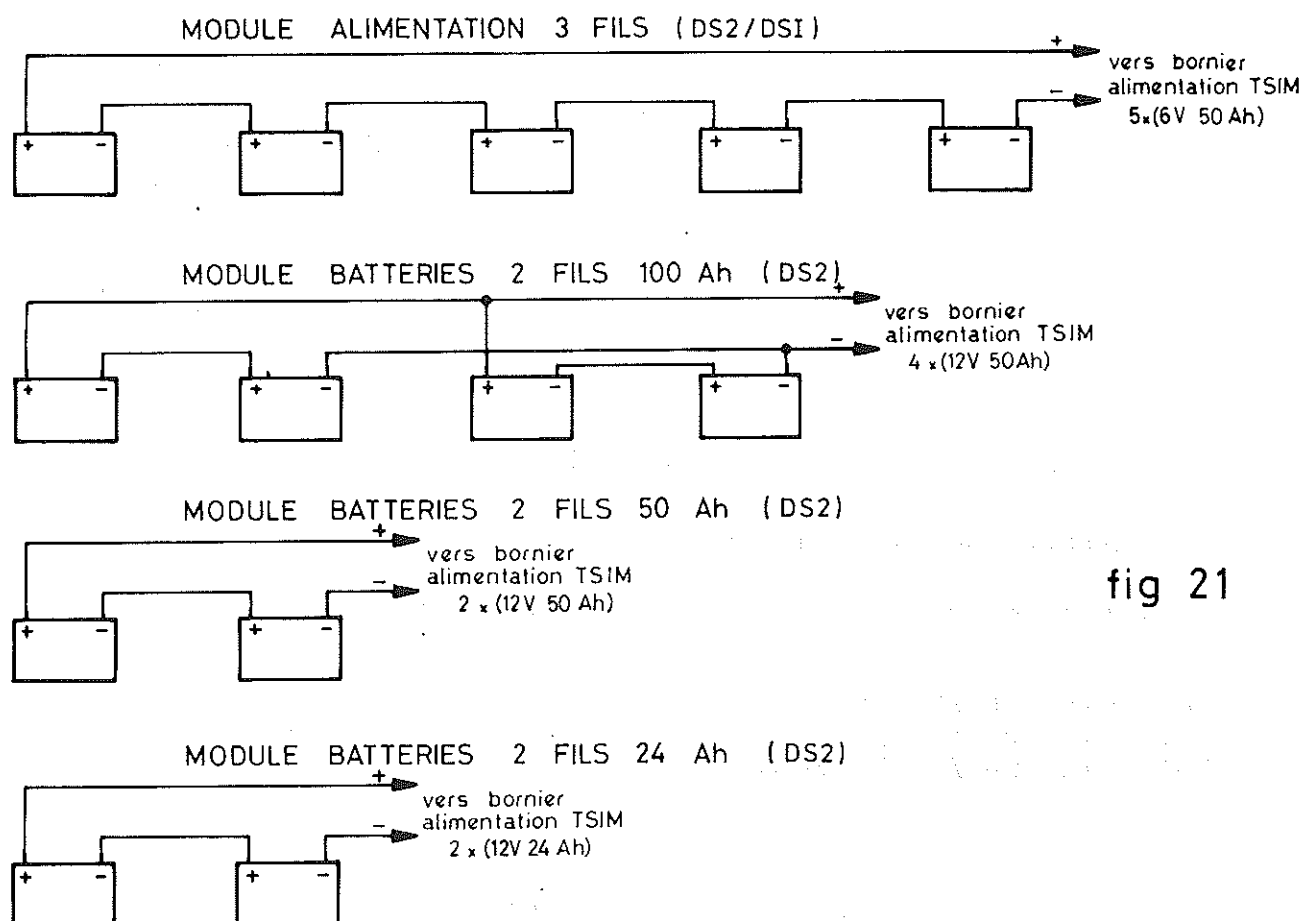 MODULE ALIMENTATION 3 FILS (DS2/DSI)
+
vers bornier
alimentation TSIM
-
5x(6V 50 Ah)
+ - + - + - + - + -
MODULE BATTERIES 2 FILS 100 Ah (DS2)
+
vers bornier
alimentation TSIM
-
4 x (12V 50Ah)
+ - + - + - + -
MODULE BATTERIES 2 FILS 50 Ah (DS2)
+
vers bornier
alimentation TSIM
-
2 x (12V 50 Ah)
+ - + -
fig 21
MODULE BATTERIES 2 FILS 24 Ah (DS2)
+
vers bornier
alimentation TSIM
-
2 x (12V 24 Ah)
+ - + -